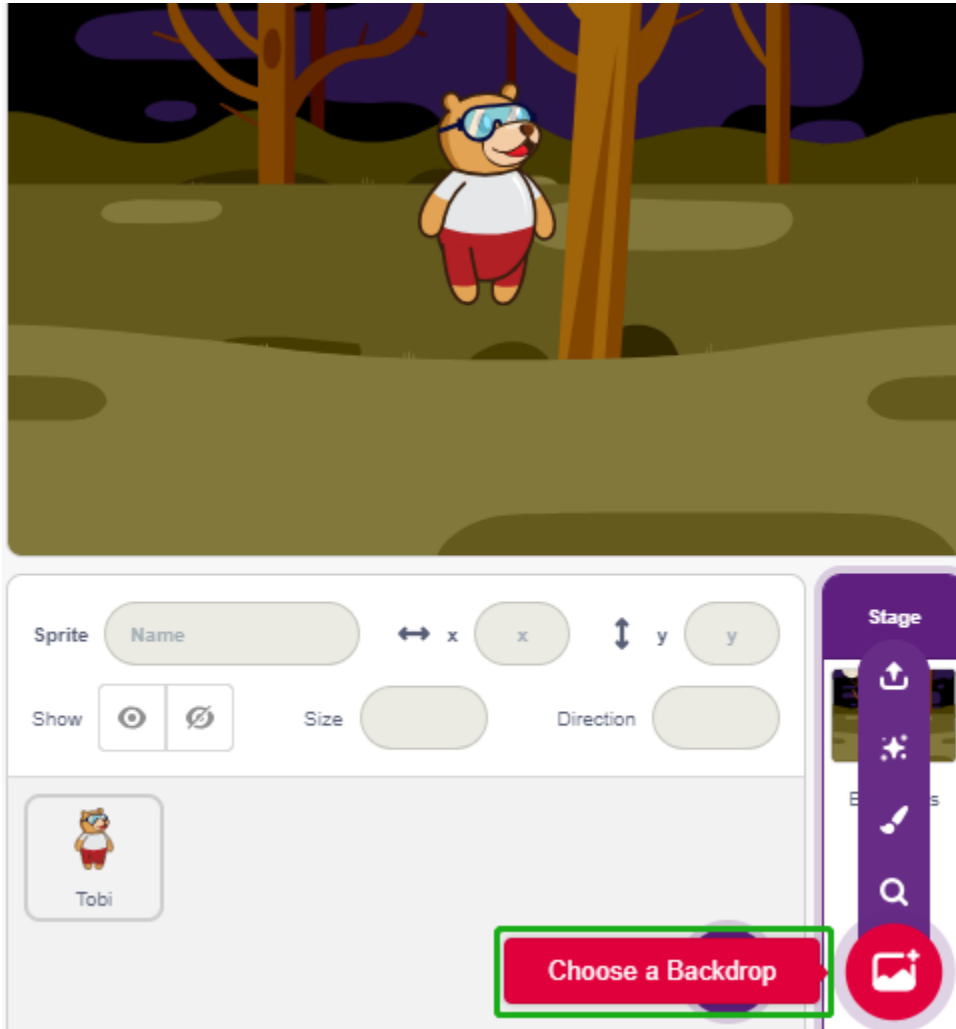 Stage
Sprite Name x x y y
Show Size Direction
Tobi
Choose a Backdrop